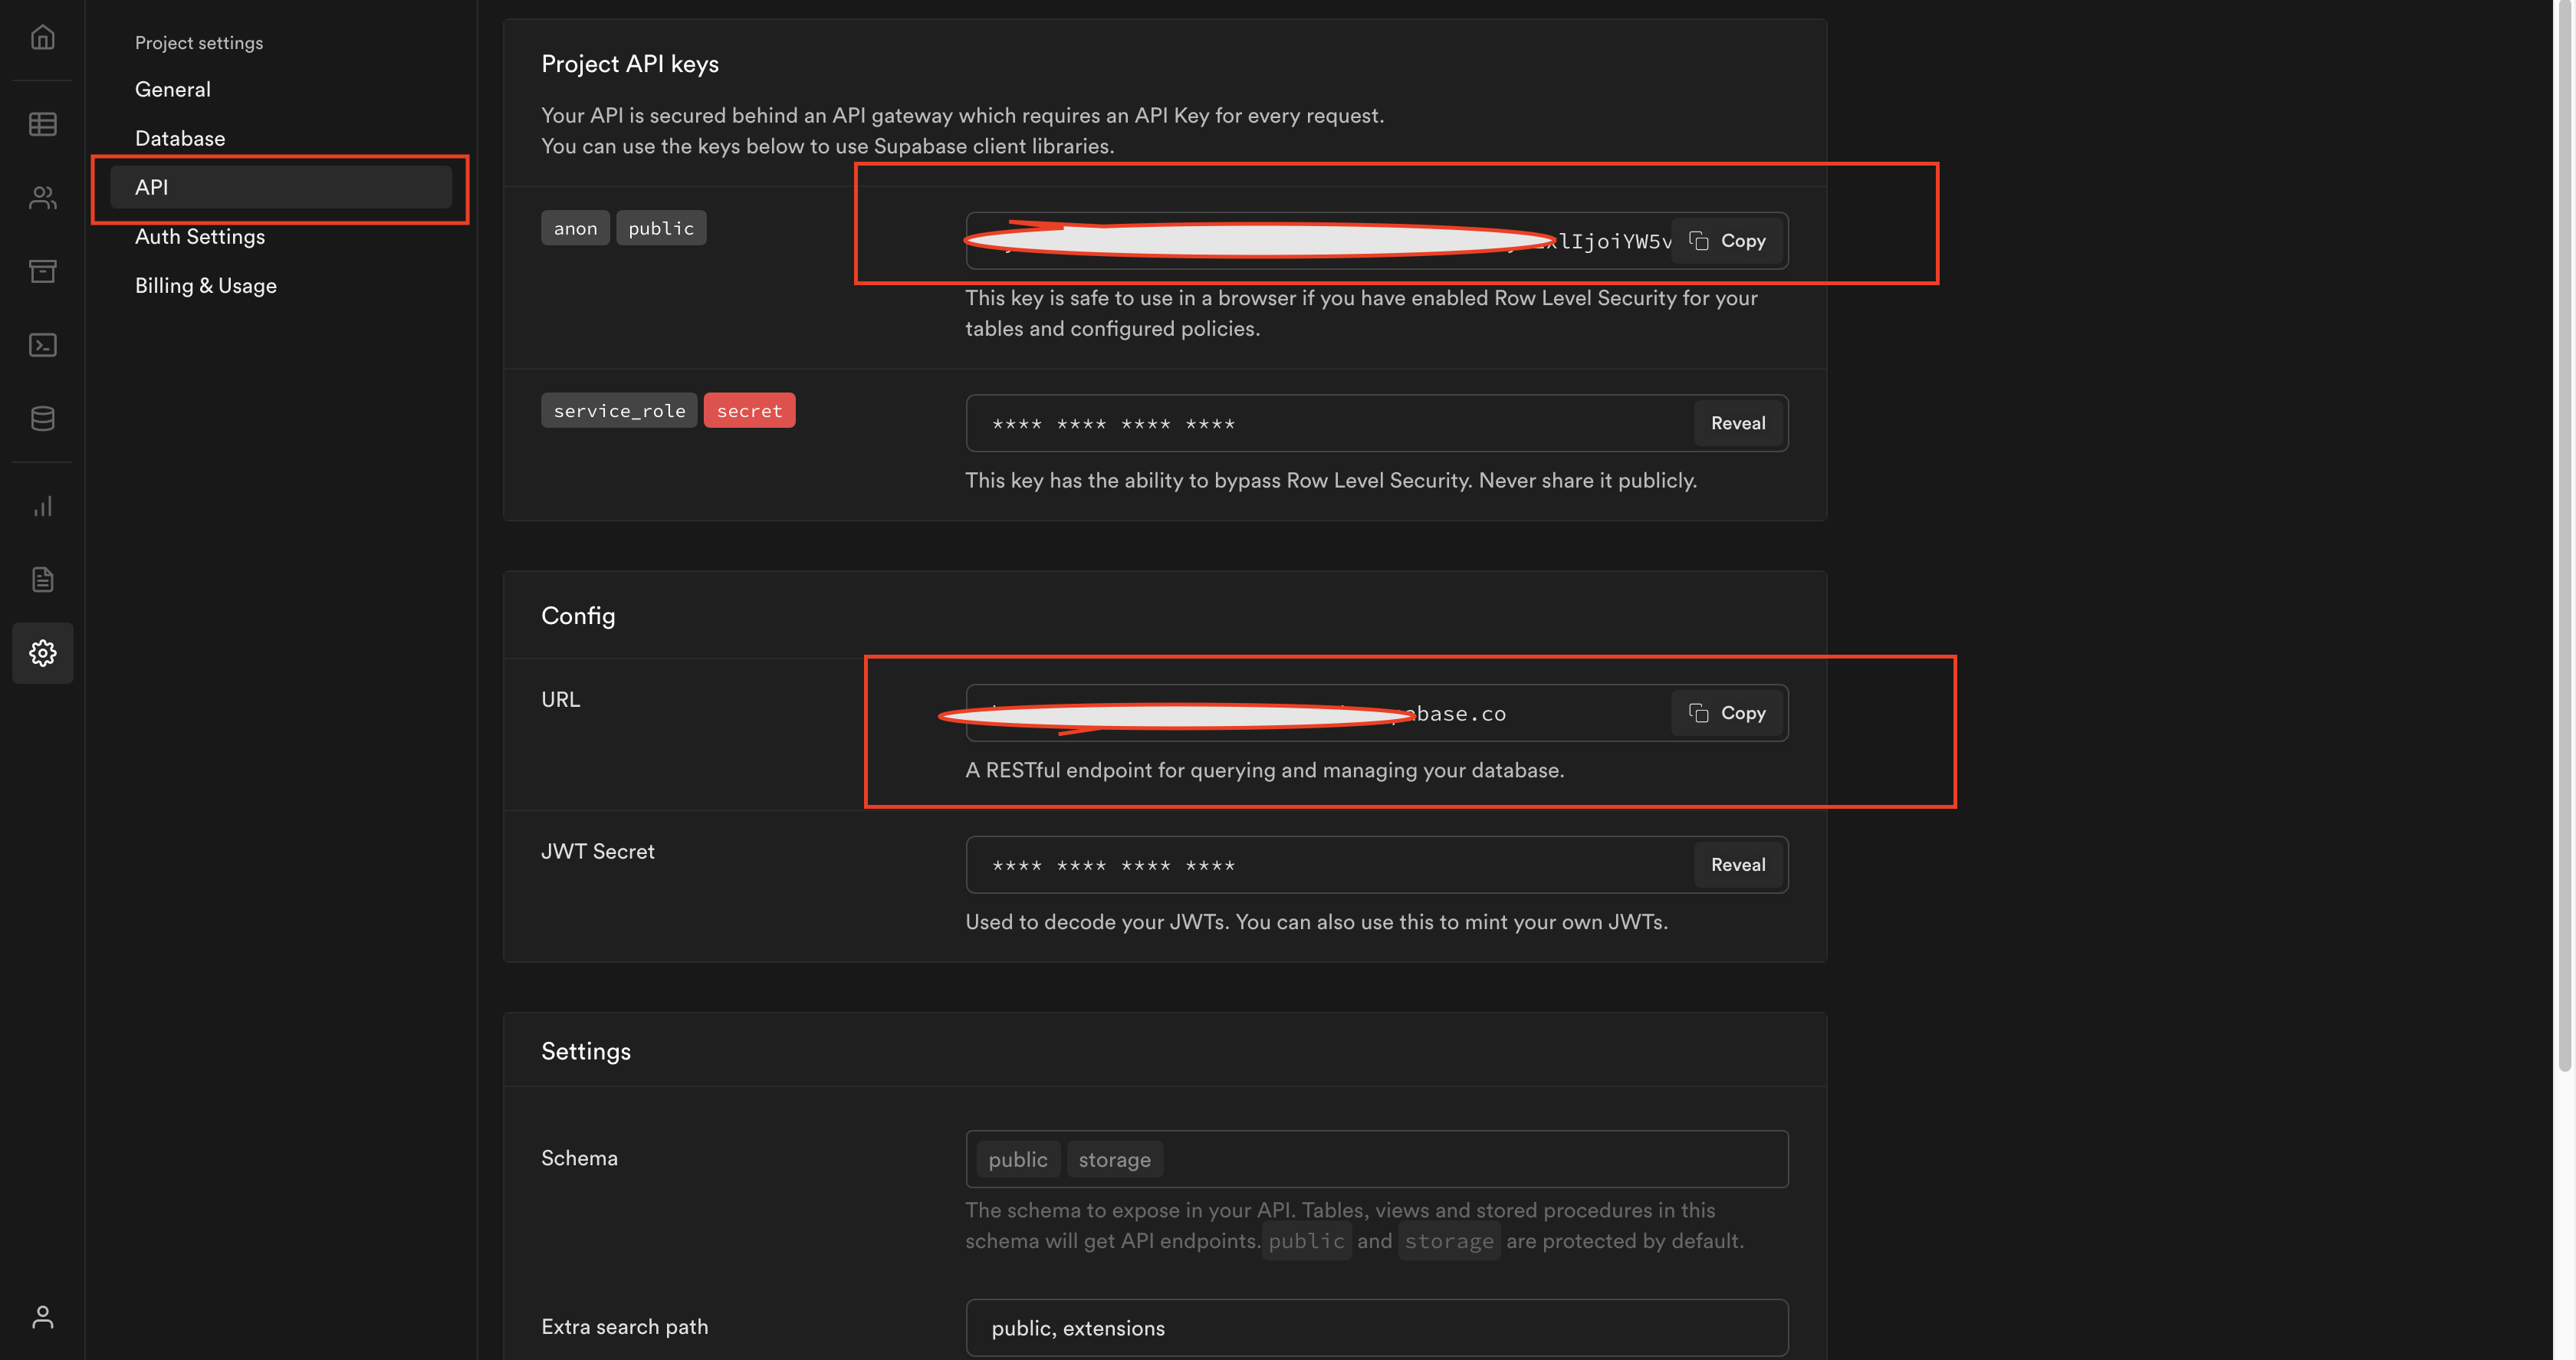 Project settings
General
Database
API
Auth Settings
Billing & Usage
Project API keys
Your API is secured behind an API gateway which requires an API Key for every request.
You can use the keys below to use Supabase client libraries.
anon public
xlIjoiYW5v Copy
This key is safe to use in a browser if you have enabled Row Level Security for your
tables and configured policies.
service_role secret
**** **** **** **** Reveal
This key has the ability to bypass Row Level Security. Never share it publicly.
Config
URL
base.co Copy
A RESTful endpoint for querying and managing your database.
JWT Secret
**** **** **** **** Reveal
Used to decode your JWTs. You can also use this to mint your own JWTs.
Settings
Schema
public storage
The schema to expose in your API. Tables, views and stored procedures in this
schema will get API endpoints. public and storage are protected by default.
Extra search path
public, extensions